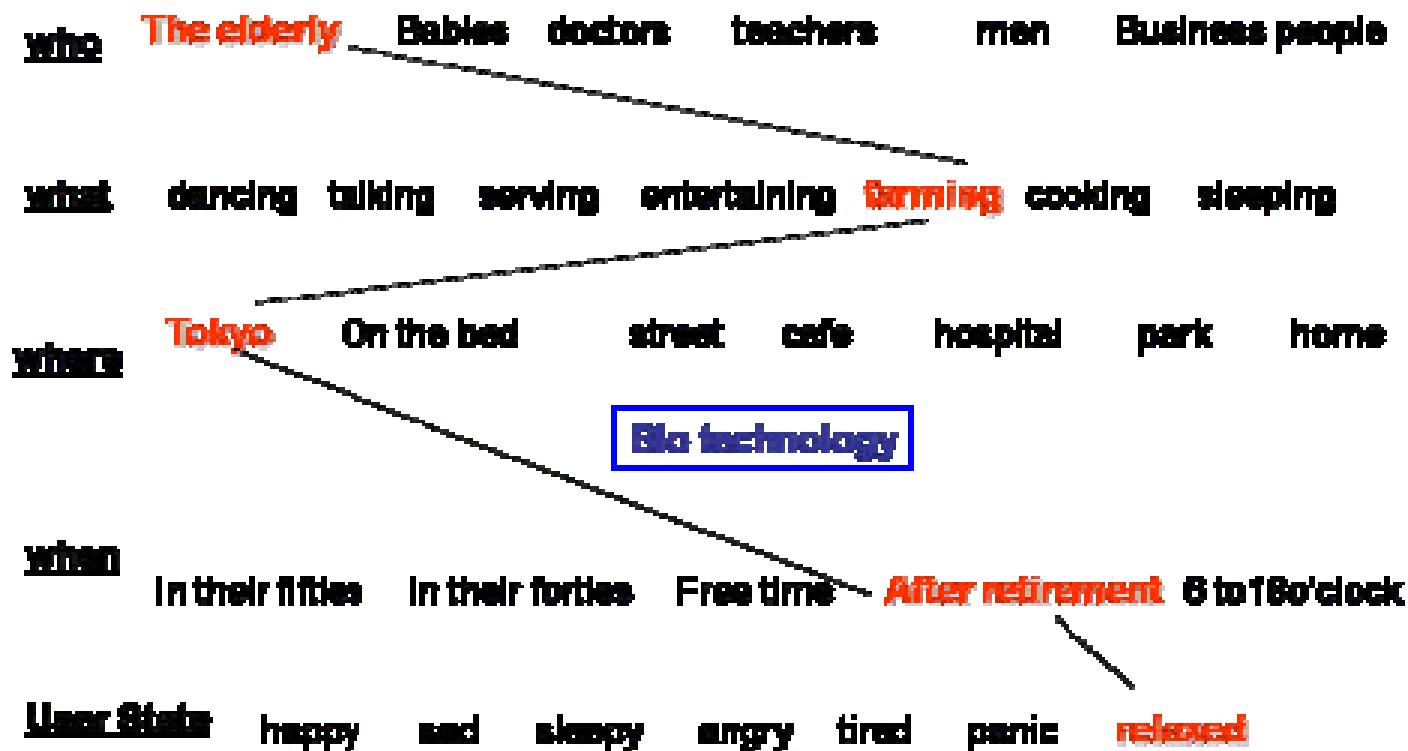 who The elderly Babies doctors teachers men Business people
what dancing talking serving entertaining farming cooking sleeping
where Tokyo On the bed street cafe hospital park home
Bio technology
when In their fifties In their forties Free time After retirement 6 to 18o'clock
User State happy sad sleepy angry tired panic relaxed